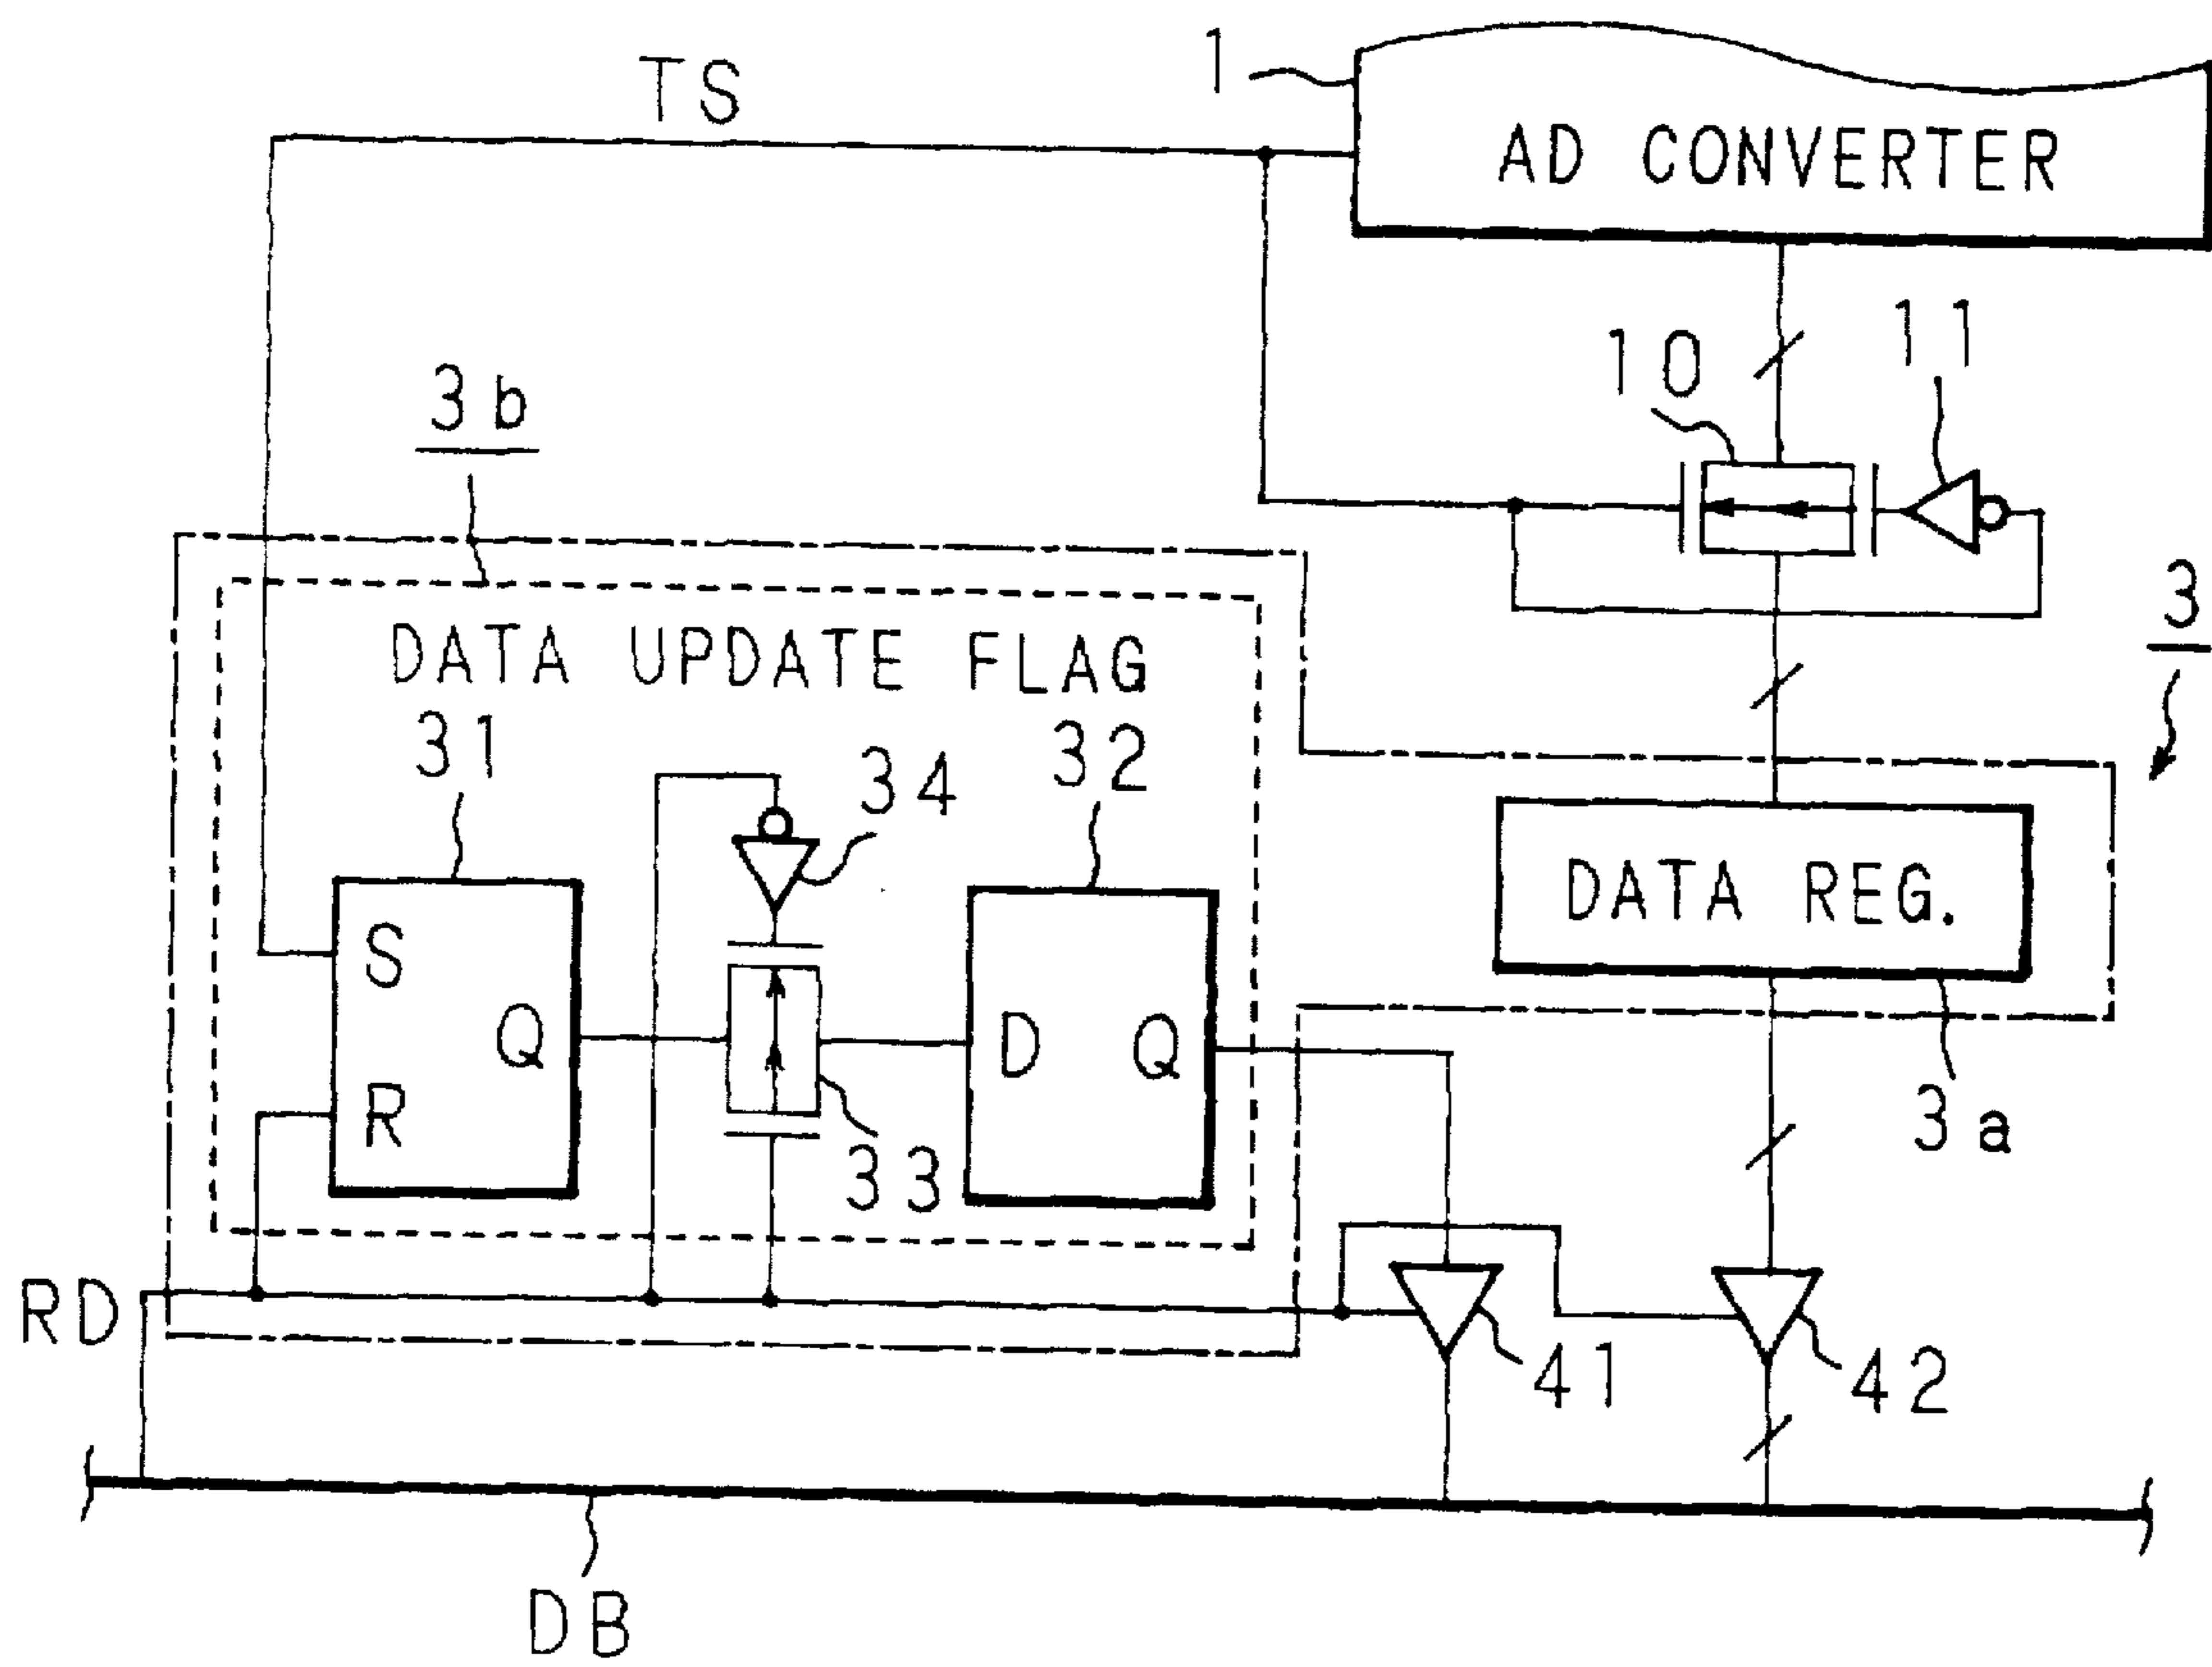 TS
1
AD CONVERTER
10
11
3b
3
DATA UPDATE FLAG
31
34
32
DATA REG.
S
Q
R
D
Q
33
3a
RD
41
42
DB